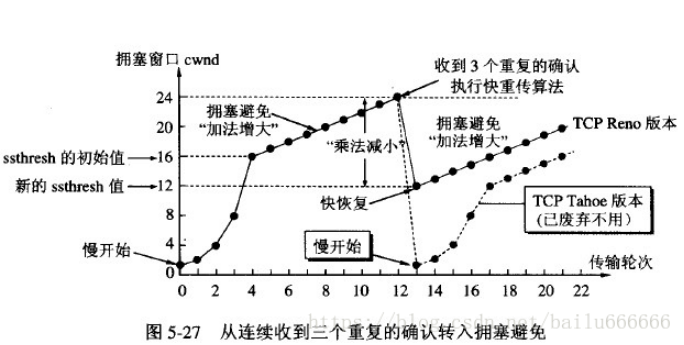 拥塞窗口 cwnd
收到 3 个重复的确认
执行快重传算法
24
20
16
12
8
4
0
拥塞避免
“加法增大”
“乘法减小”
拥塞避免
“加法增大”
TCP Reno 版本
ssthresh 的初始值
新的 ssthresh 值
快恢复
TCP Tahoe 版本
(已废弃不用)
慢开始
慢开始
传输轮次
0 2 4 6 8 10 12 14 16 18 20 22
https://blog.csdn.net/bailu666666
图 5-27 从连续收到三个重复的确认转入拥塞避免